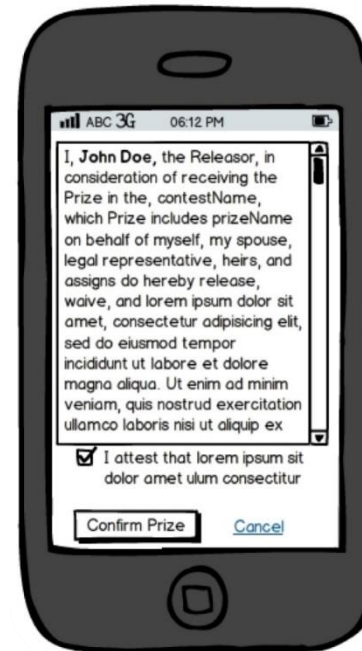 ABC 3G 06:12 PM
I, John Doe, the Releasor, in
consideration of receiving the
Prize in the, contestName,
which Prize includes prizeName
on behalf of myself, my spouse,
legal representative, heirs, and
assigns do hereby release,
waive, and lorem ipsum dolor sit
amet, consectetur adipisicing elit,
sed do eiusmod tempor
incididunt ut labore et dolore
magna aliqua. Ut enim ad minim
veniam, quis nostrud exercitation
ullamco laboris nisi ut aliquip ex
I attest that lorem ipsum sit
dolor amet ulum consectitur
Confirm Prize Cancel